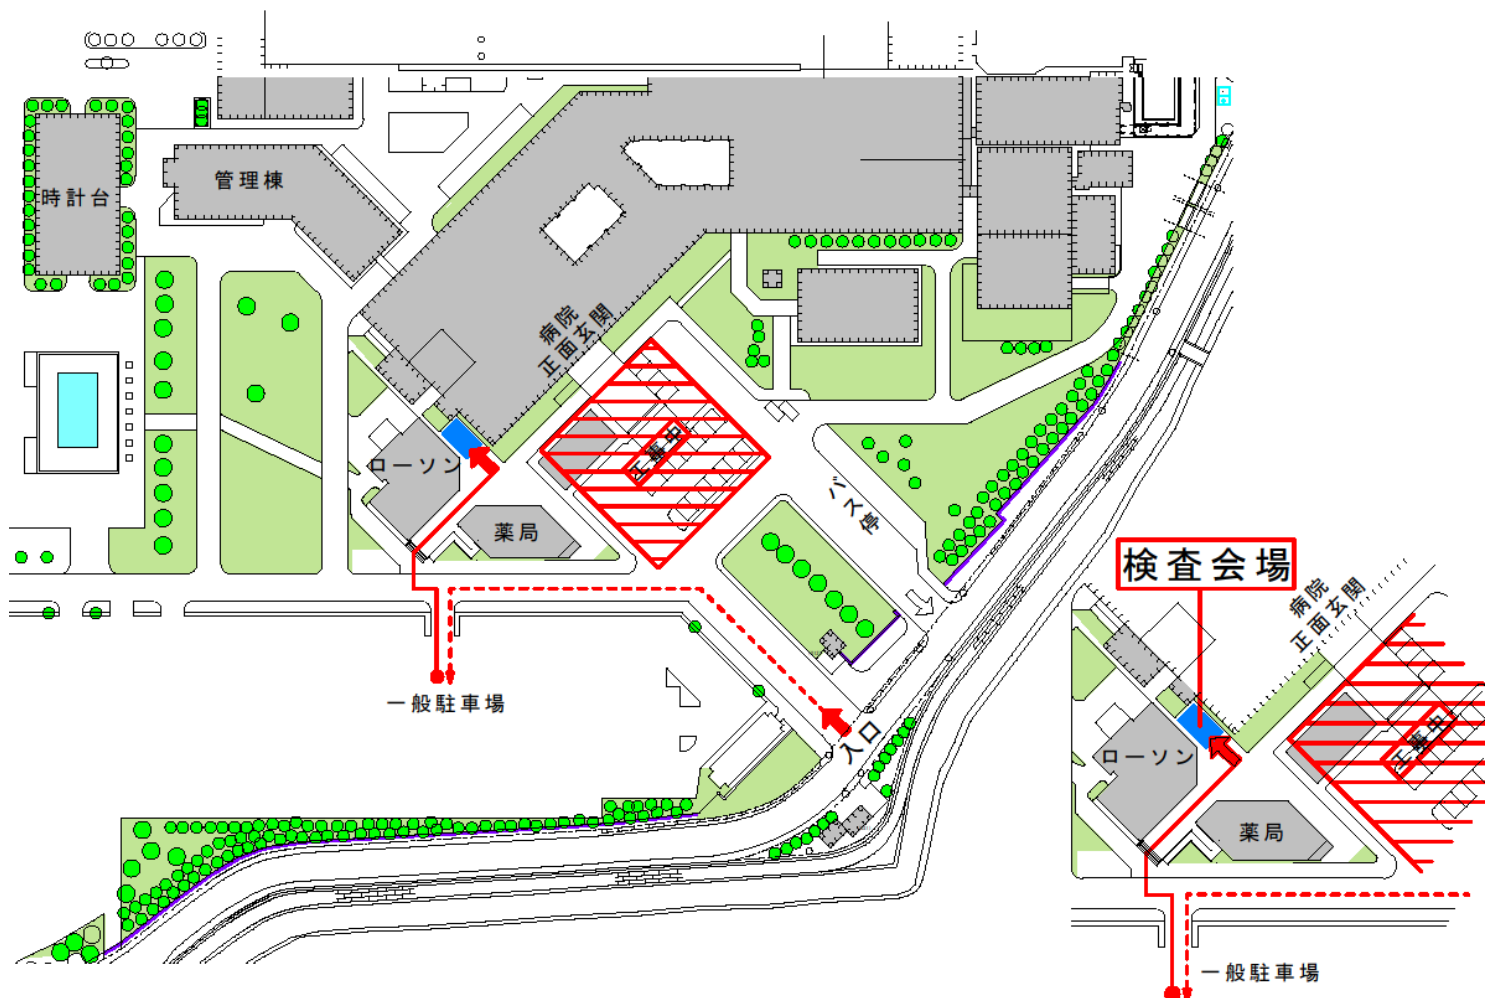 時計台
管理棟
病院
正面玄関
工事中
ローソン
薬局
バス停
入口
一般駐車場
検査会場
病院
正面玄関
工事中
ローソン
薬局
一般駐車場